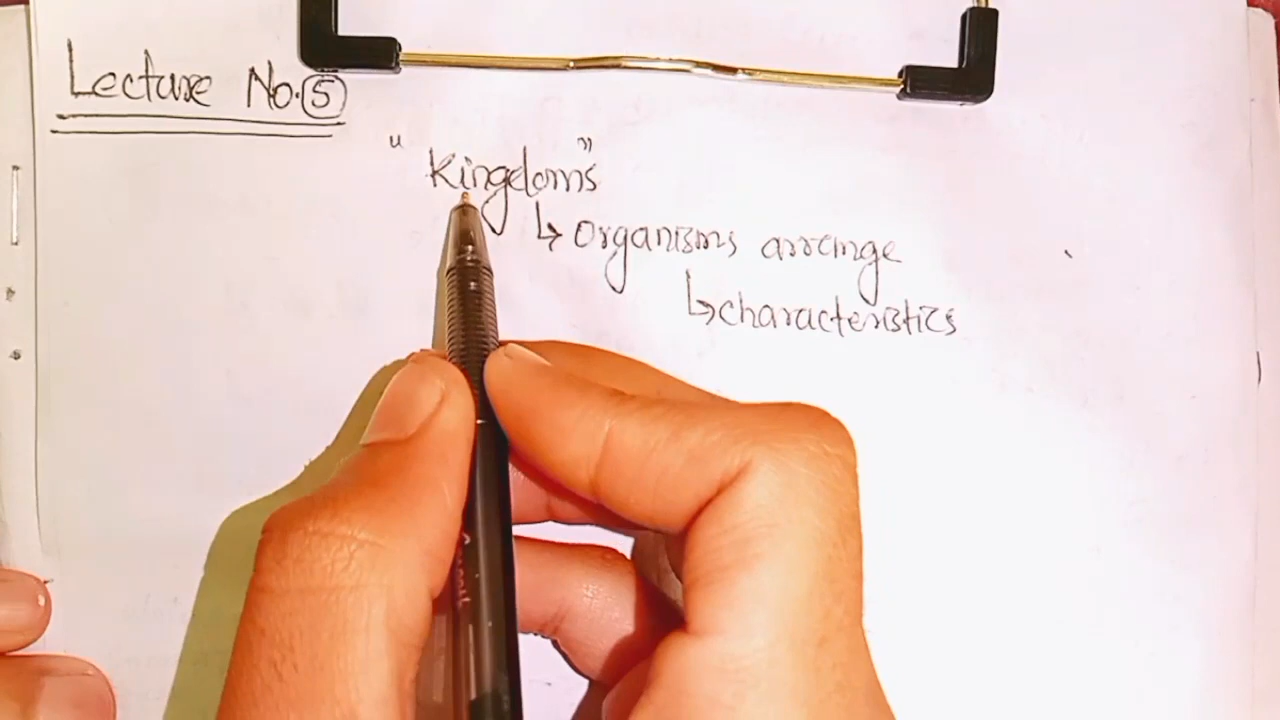 Lecture No. 5
"Kingdoms"
↳ Organisms arrange
↳ characteristics